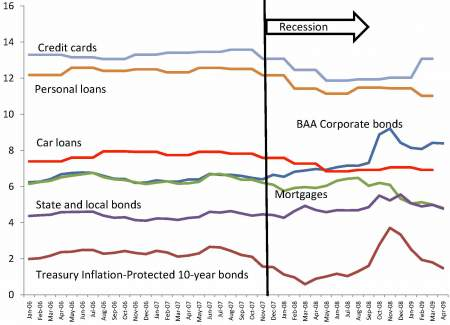 16
14
12
10
8
6
4
2
0
Recession
Credit cards
Personal loans
BAA Corporate bonds
Car loans
Mortgages
State and local bonds
Treasury Inflation-Protected 10-year bonds
Jan-06
Feb-06
Mar-06
Apr-06
May-06
Jun-06
Jul-06
Aug-06
Sep-06
Oct-06
Nov-06
Dec-06
Jan-07
Feb-07
Mar-07
Apr-07
May-07
Jun-07
Jul-07
Aug-07
Sep-07
Oct-07
Nov-07
Dec-07
Jan-08
Feb-08
Mar-08
Apr-08
May-08
Jun-08
Jul-08
Aug-08
Sep-08
Oct-08
Nov-08
Dec-08
Jan-09
Feb-09
Mar-09
Apr-09